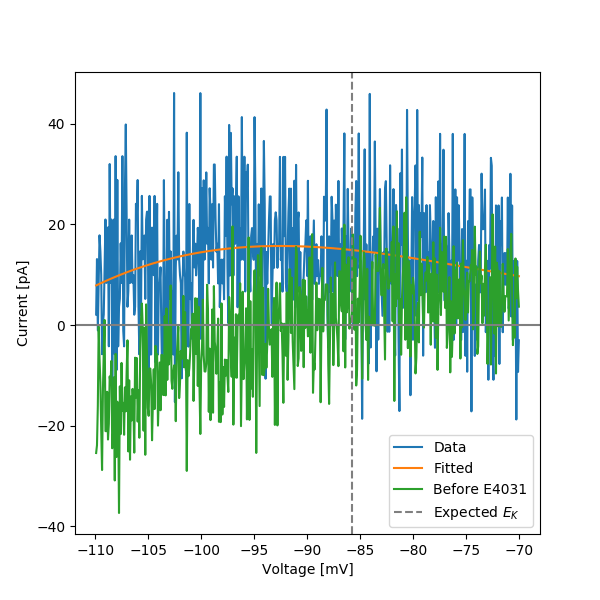 Current [pA]
40
20
0
−20
−40
Data
Fitted
Before E4031
Expected E_K
−110 −105 −100 −95 −90 −85 −80 −75 −70
Voltage [mV]